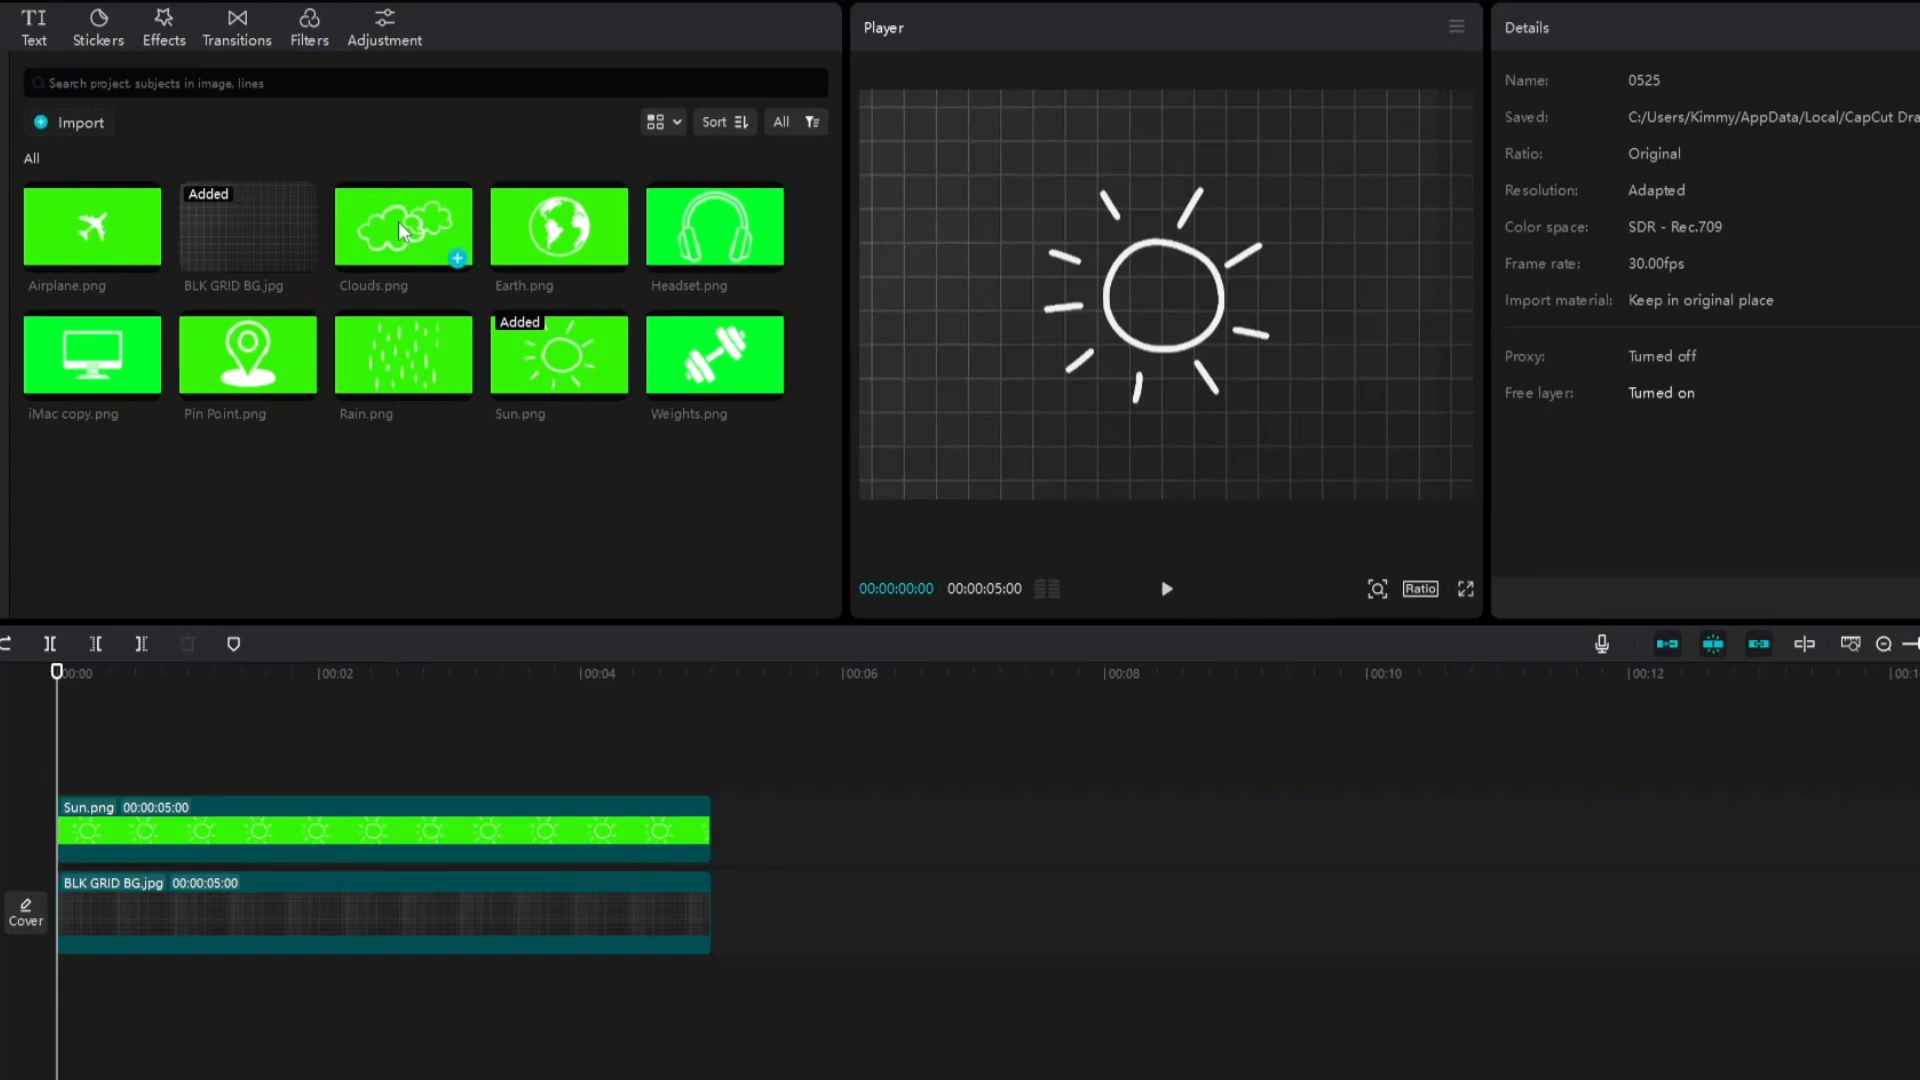 TI
Text
Stickers
Effects
Transitions
Filters
Adjustment
Search project, subjects in image, lines
Import
Sort
All
All
Airplane.png
Added
BLK GRID BG.jpg
Clouds.png
Earth.png
Headset.png
iMac copy.png
Pin Point.png
Rain.png
Added
Sun.png
Weights.png
Player
00:00:00:00 00:00:05:00
Ratio
Details
Name: 0525
Saved: C:/Users/Kimmy/AppData/Local/CapCut Dra
Ratio: Original
Resolution: Adapted
Color space: SDR - Rec.709
Frame rate: 30.00fps
Import material: Keep in original place
Proxy: Turned off
Free layer: Turned on
00:00 00:02 00:04 00:06 00:08 00:10 00:12 00:1
Sun.png 00:00:05:00
BLK GRID BG.jpg 00:00:05:00
Cover